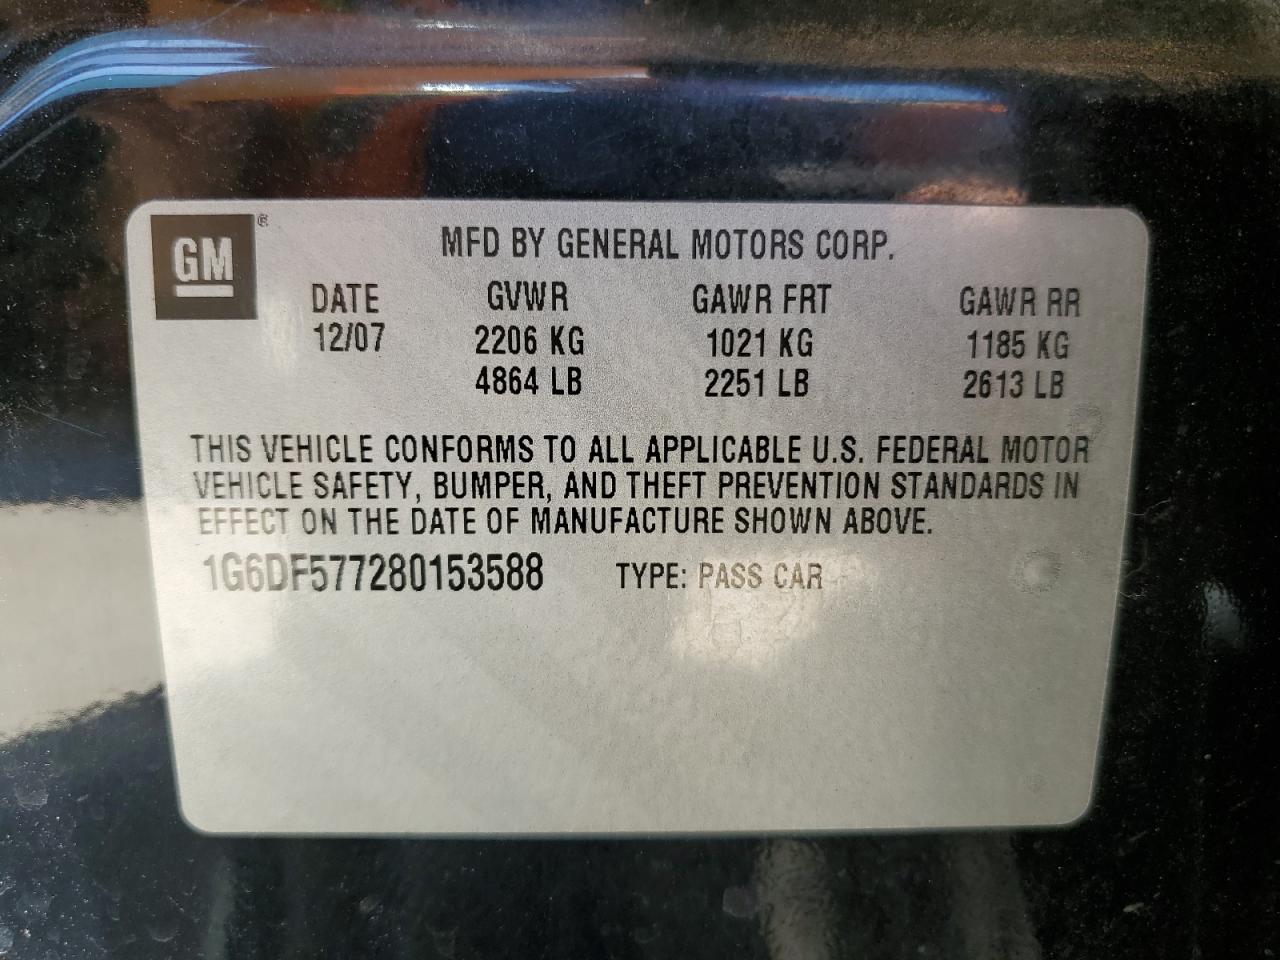 GM ®
MFD BY GENERAL MOTORS CORP.
DATE GVWR GAWR FRT GAWR RR
12/07 2206 KG 1021 KG 1185 KG
4864 LB 2251 LB 2613 LB
THIS VEHICLE CONFORMS TO ALL APPLICABLE U.S. FEDERAL MOTOR
VEHICLE SAFETY, BUMPER, AND THEFT PREVENTION STANDARDS IN
EFFECT ON THE DATE OF MANUFACTURE SHOWN ABOVE.
1G6DF577280153588 TYPE: PASS CAR